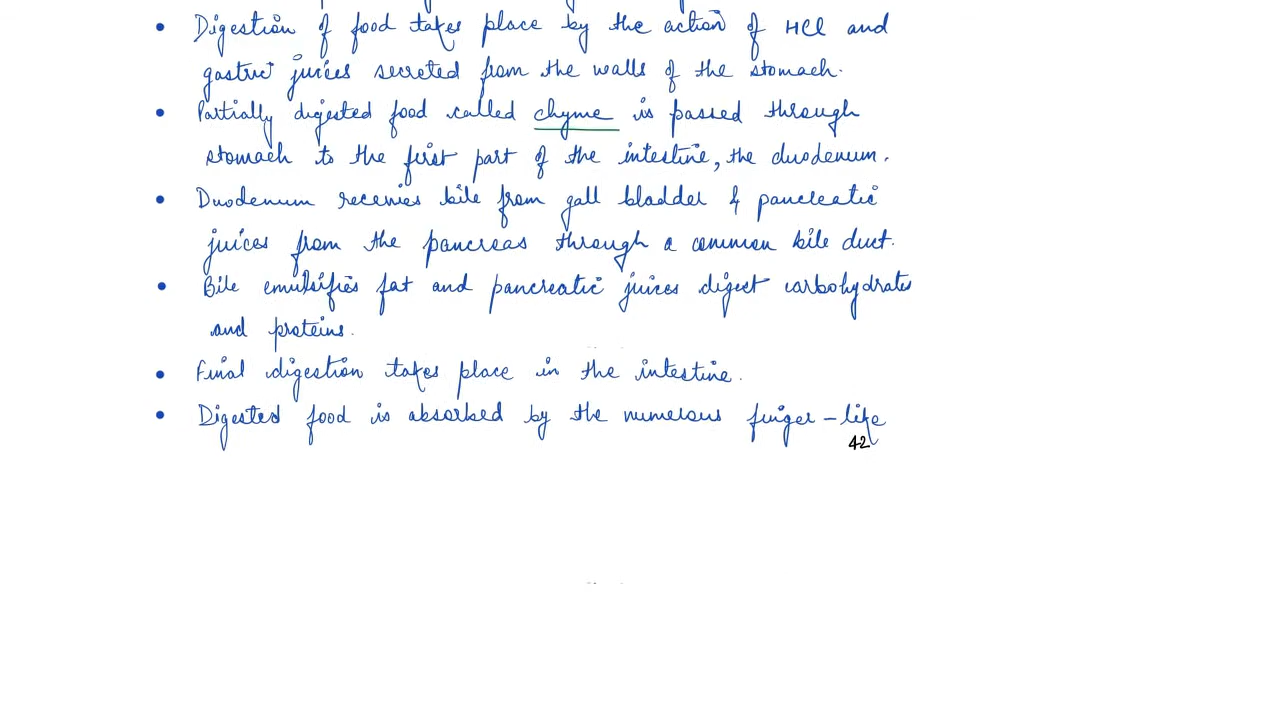 • Digestion of food takes place by the action of HCl and
gastric juices secreted from the walls of the stomach.
• Partially digested food called chyme is passed through
stomach to the first part of the intestine, the duodenum.
• Duodenum receives bile from gall bladder & pancreatic
juices from the pancreas through a common bile duct.
• Bile emulsifies fat and pancreatic juices digest carbohydrates
and proteins.
• Final digestion takes place in the intestine.
• Digested food is absorbed by the numerous finger-like
42